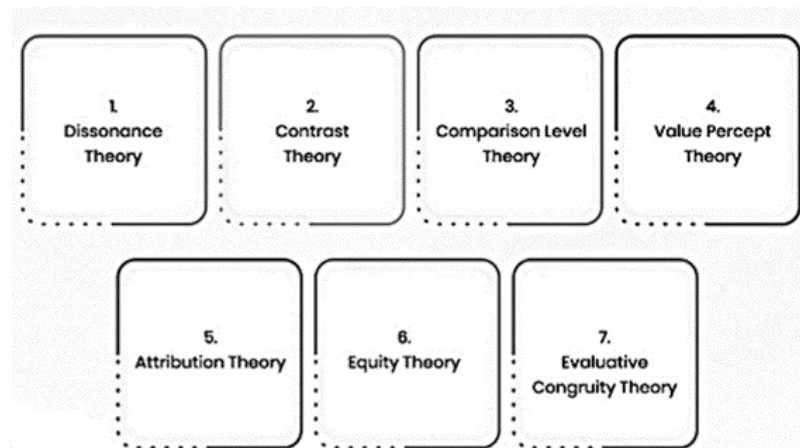 1.
Dissonance
Theory
2.
Contrast
Theory
3.
Comparison Level
Theory
4.
Value Percept
Theory
5.
Attribution Theory
6.
Equity Theory
7.
Evaluative
Congruity Theory